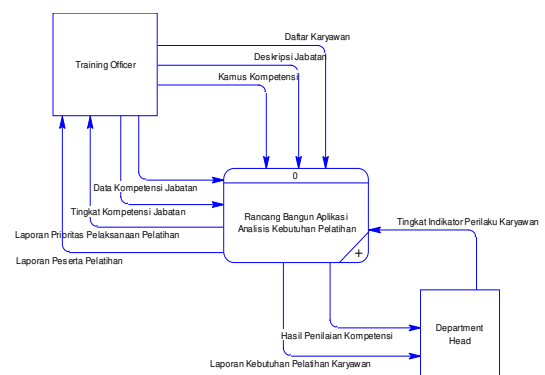 Daftar Karyawan
Deskripsi Jabatan
Kamus Kompetensi
Training Officer
0
Rancang Bangun Aplikasi
Analisis Kebutuhan Pelatihan
+
Data Kompetensi Jabatan
Tingkat Kompetensi Jabatan
Laporan Prioritas Pelaksanaan Pelatihan
Laporan Peserta Pelatihan
Tingkat Indikator Perilaku Karyawan
Department
Head
Hasil Penilaian Kompetensi
Laporan Kebutuhan Pelatihan Karyawan